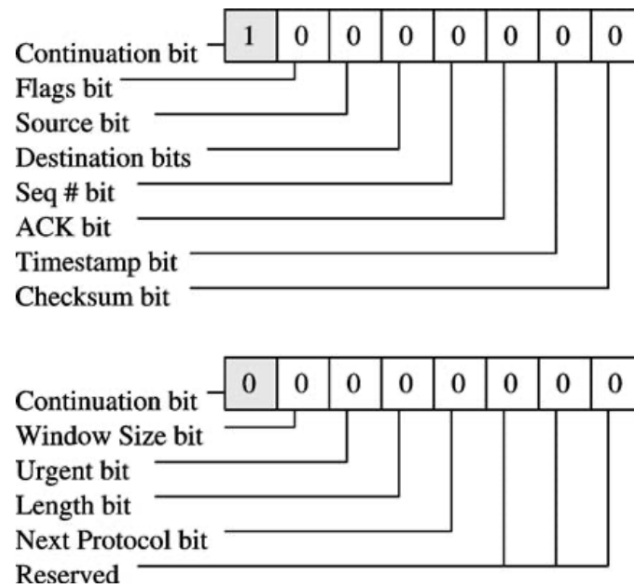 1 0 0 0 0 0 0 0
Continuation bit
Flags bit
Source bit
Destination bits
Seq # bit
ACK bit
Timestamp bit
Checksum bit
0 0 0 0 0 0 0 0
Continuation bit
Window Size bit
Urgent bit
Length bit
Next Protocol bit
Reserved